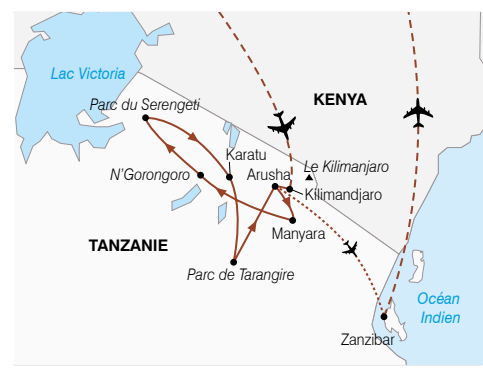 Lac Victoria
KENYA
Parc du Serengeti
Karatu
Le Kilimanjaro
N'Gorongoro
Arusha
Kilimandjaro
Manyara
TANZANIE
Parc de Tarangire
Océan
Indien
Zanzibar